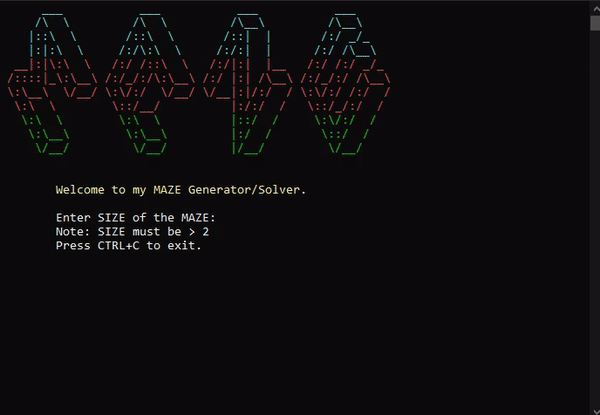 MAZE
Welcome to my MAZE Generator/Solver.
Enter SIZE of the MAZE:
Note: SIZE must be > 2
Press CTRL+C to exit.